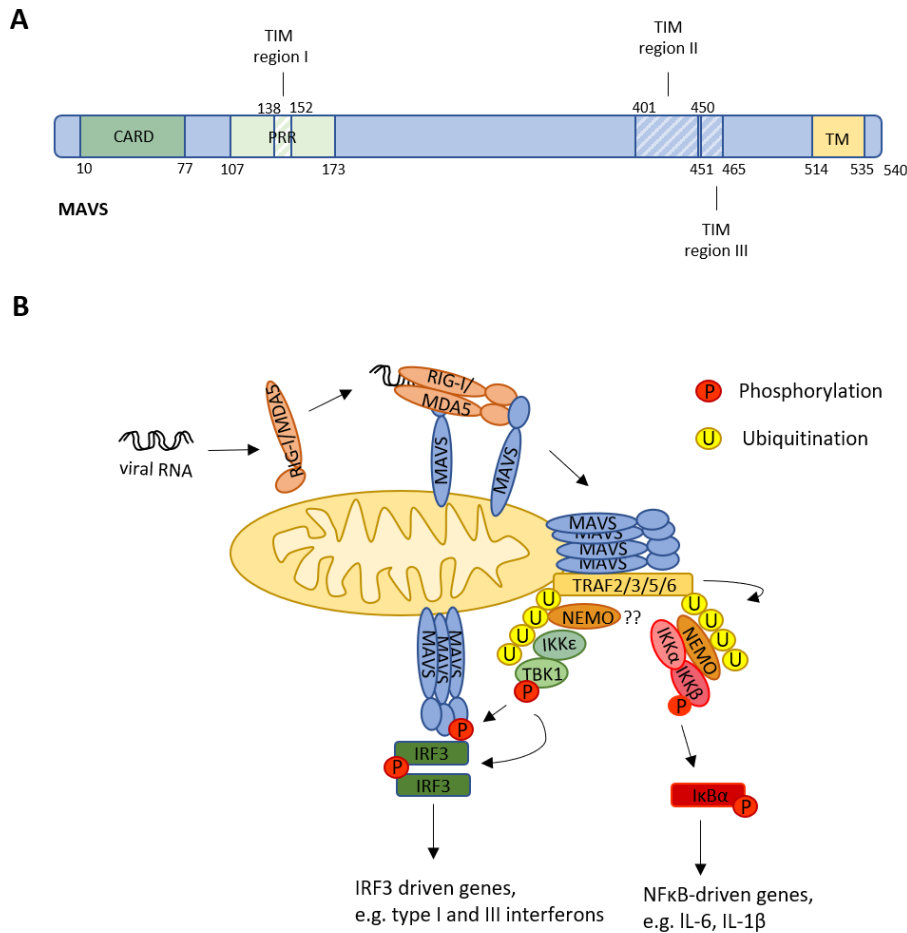 A
TIM
region I
TIM
region II
138
152
401
450
CARD
PRR
TM
10
77
107
173
451
465
514
535
540
MAVS
TIM
region III
B
viral RNA
RIG-I/MDA5
RIG-I/
MDA5
MAVS
MAVS
P Phosphorylation
U Ubiquitination
MAVS
MAVS
MAVS
MAVS
TRAF2/3/5/6
U
U
U
U
NEMO ??
IKKε
TBK1
P
U
U
U
U
NEMO
IKKα
IKKβ
P
MAVS
MAVS
MAVS
P
IRF3
P
IRF3
IκBα
P
IRF3 driven genes,
e.g. type I and III interferons
NFκB-driven genes,
e.g. IL-6, IL-1β